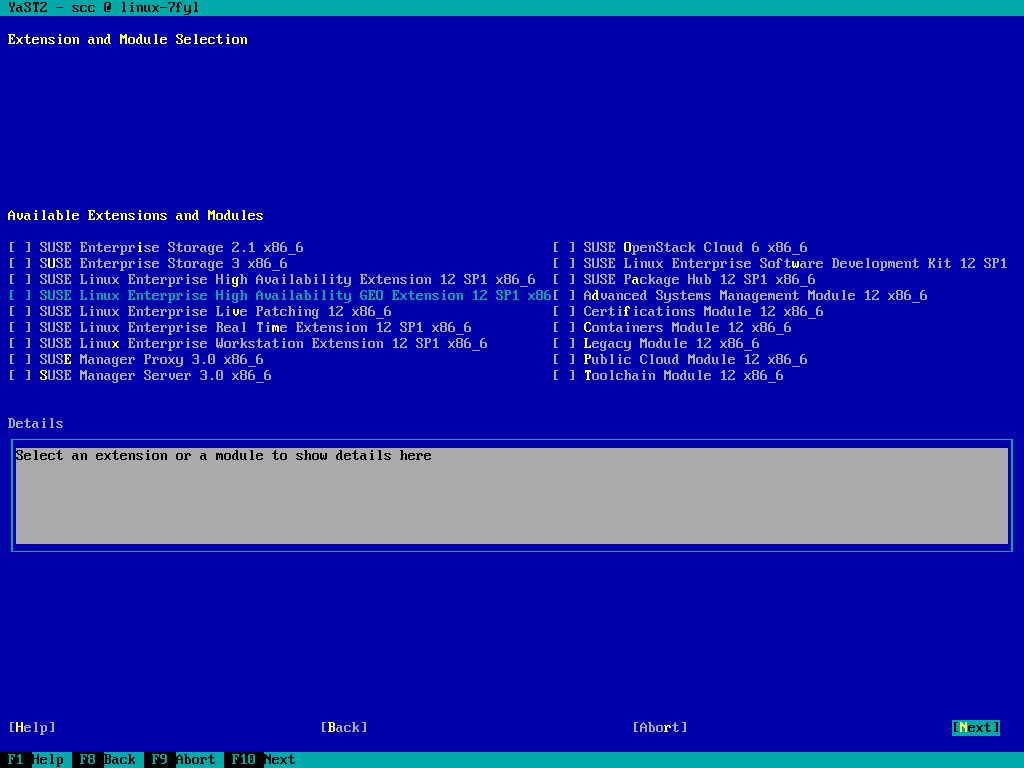 YaST2 - scc @ linux-7fyl
Extension and Module Selection
Available Extensions and Modules
[ ] SUSE Enterprise Storage 2.1 x86_6 [ ] SUSE OpenStack Cloud 6 x86_6
[ ] SUSE Enterprise Storage 3 x86_6 [ ] SUSE Linux Enterprise Software Development Kit 12 SP1
[ ] SUSE Linux Enterprise High Availability Extension 12 SP1 x86_6 [ ] SUSE Package Hub 12 SP1 x86_6
[ ] SUSE Linux Enterprise High Availability GEO Extension 12 SP1 x86[ ] Advanced Systems Management Module 12 x86_6
[ ] SUSE Linux Enterprise Live Patching 12 x86_6 [ ] Certifications Module 12 x86_6
[ ] SUSE Linux Enterprise Real Time Extension 12 SP1 x86_6 [ ] Containers Module 12 x86_6
[ ] SUSE Linux Enterprise Workstation Extension 12 SP1 x86_6 [ ] Legacy Module 12 x86_6
[ ] SUSE Manager Proxy 3.0 x86_6 [ ] Public Cloud Module 12 x86_6
[ ] SUSE Manager Server 3.0 x86_6 [ ] Toolchain Module 12 x86_6
Details
Select an extension or a module to show details here
[Help] [Back] [Abort] [Next]
F1 Help F8 Back F9 Abort F10 Next